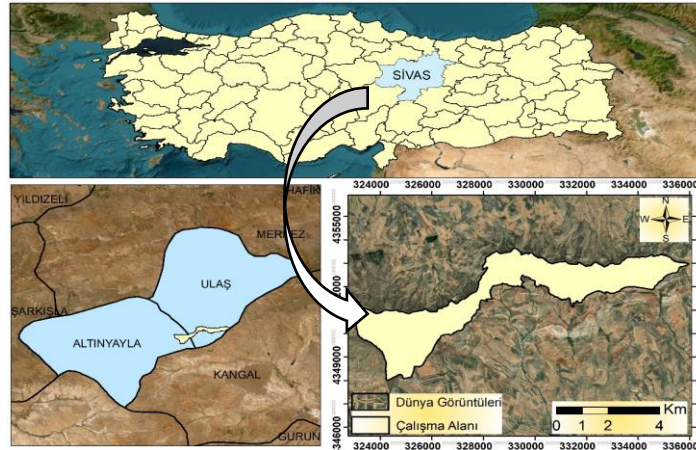 SİVAS
YILDIZELİ
HAFİK
MERKEZ
ULAŞ
ŞARKIŞLA
ALTINYAYLA
KANGAL
GÜRÜN
324000 326000 328000 330000 332000 334000 336000
4355000
4349000
N
W E
S
Dünya Görüntüleri
Çalışma Alanı
Km
0 1 2 4
324000 326000 328000 330000 332000 334000 336000